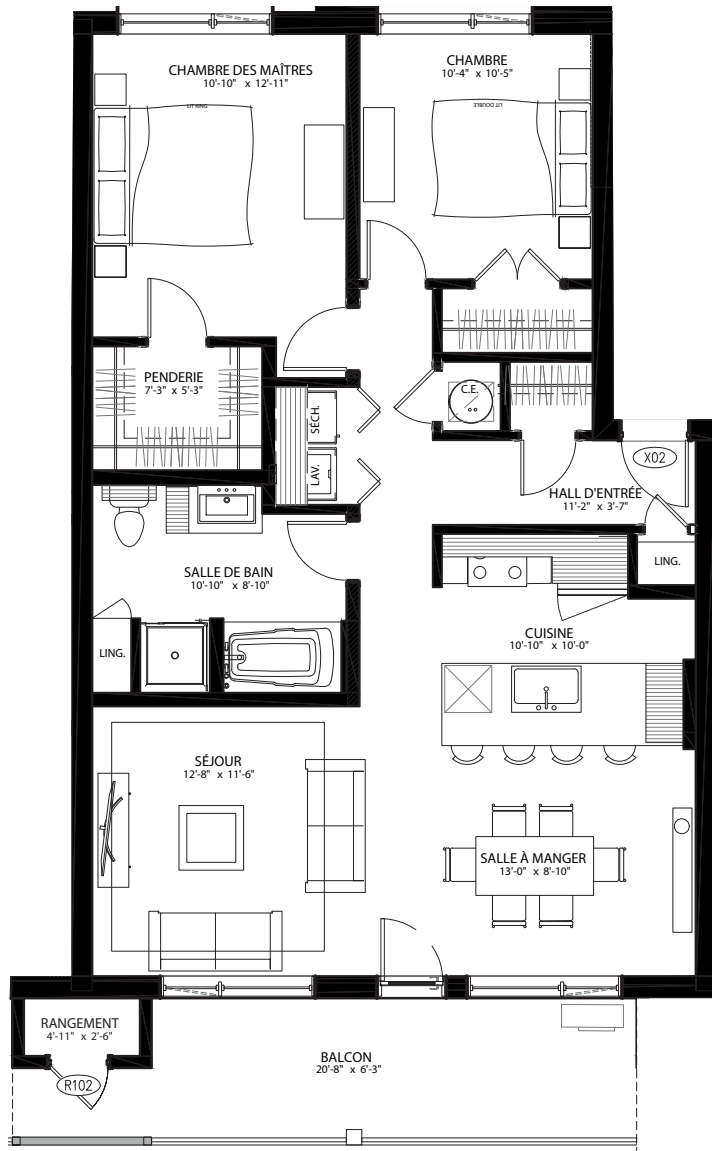 CHAMBRE DES MAÎTRES
10'-10" x 12'-11"
CHAMBRE
10'-4" x 10'-5"
LIT DOUBLE
PENDERIE
7'-3" x 5'-3"
SÉCH.
LAV.
C.E.
X02
HALL D'ENTRÉE
11'-2" x 3'-7"
LING.
SALLE DE BAIN
10'-10" x 8'-10"
LING.
CUISINE
10'-10" x 10'-0"
SÉJOUR
12'-8" x 11'-6"
SALLE À MANGER
13'-0" x 8'-10"
RANGEMENT
4'-11" x 2'-6"
R102
BALCON
20'-8" x 6'-3"